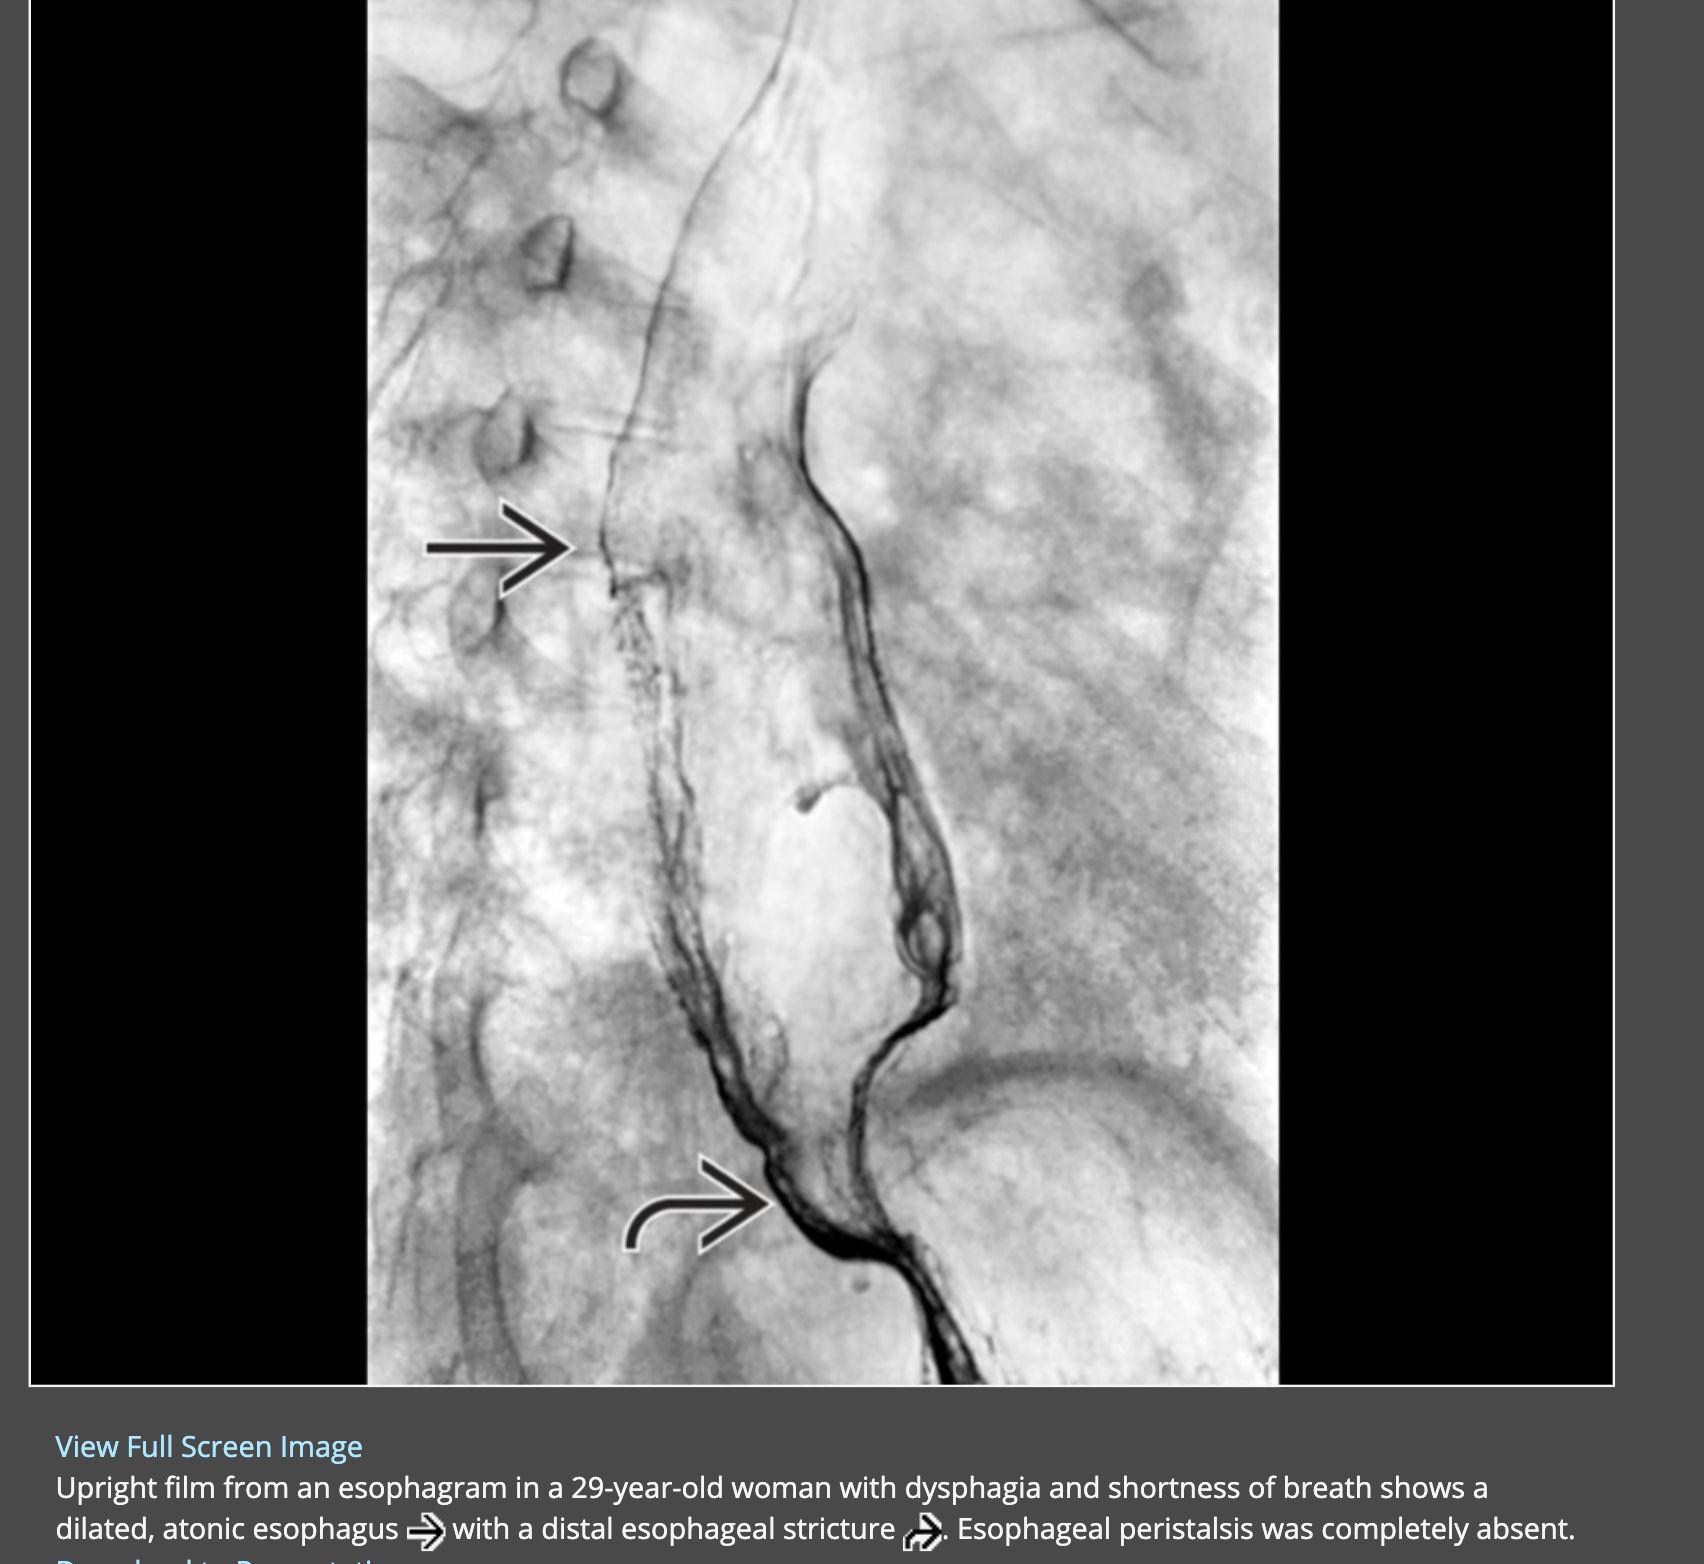 View Full Screen Image
Upright film from an esophagram in a 29-year-old woman with dysphagia and shortness of breath shows a
dilated, atonic esophagus with a distal esophageal stricture . Esophageal peristalsis was completely absent.